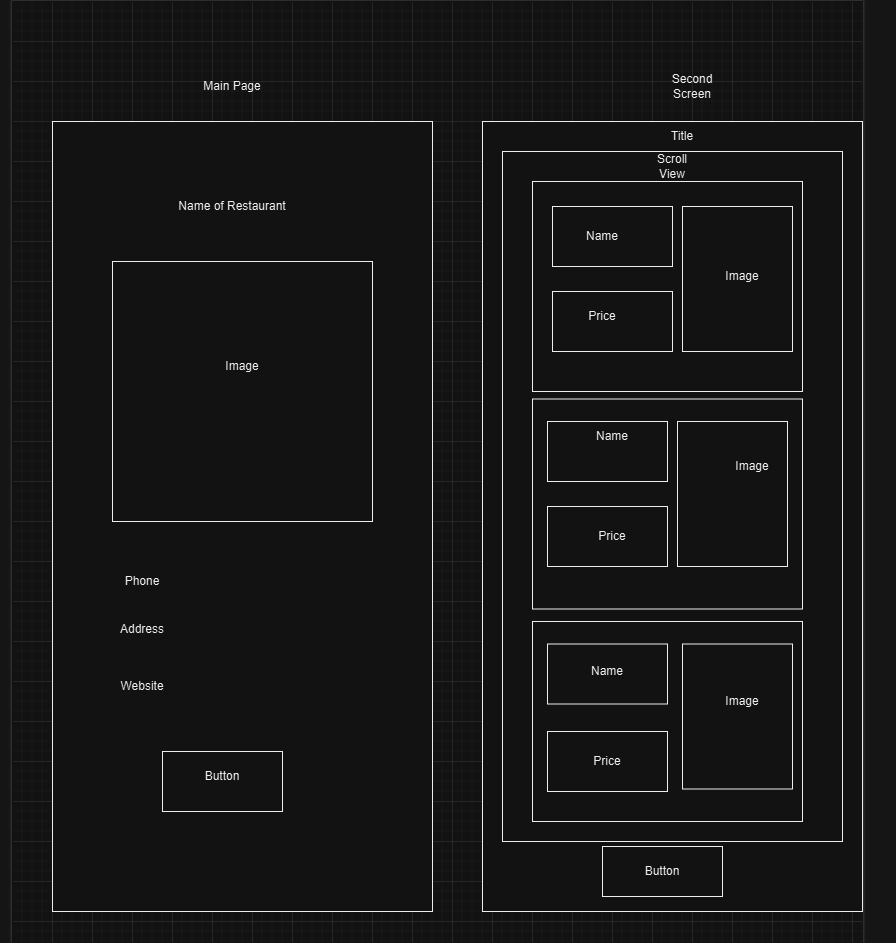 Main Page
Name of Restaurant
Image
Phone
Address
Website
Button
Second
Screen
Title
Scroll
View
Name
Image
Price
Name
Image
Price
Name
Image
Price
Button